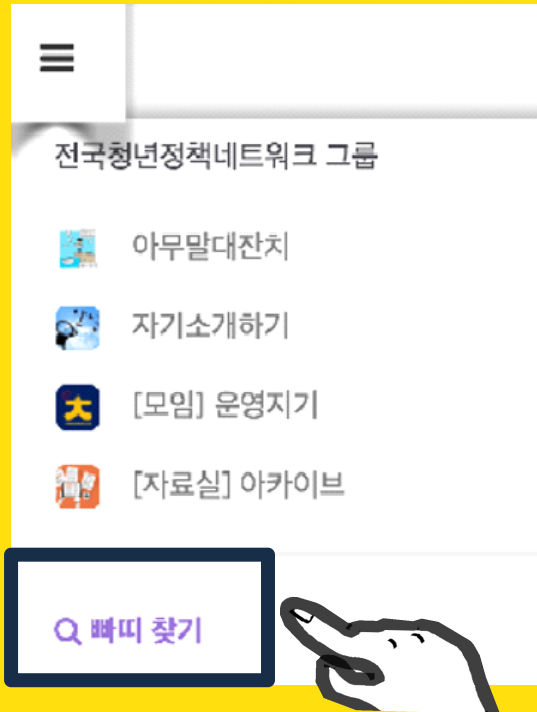 전국청년정책네트워크 그룹
아무말대잔치
자기소개하기
[모임] 운영지기
[자료실] 아카이브
빠띠 찾기